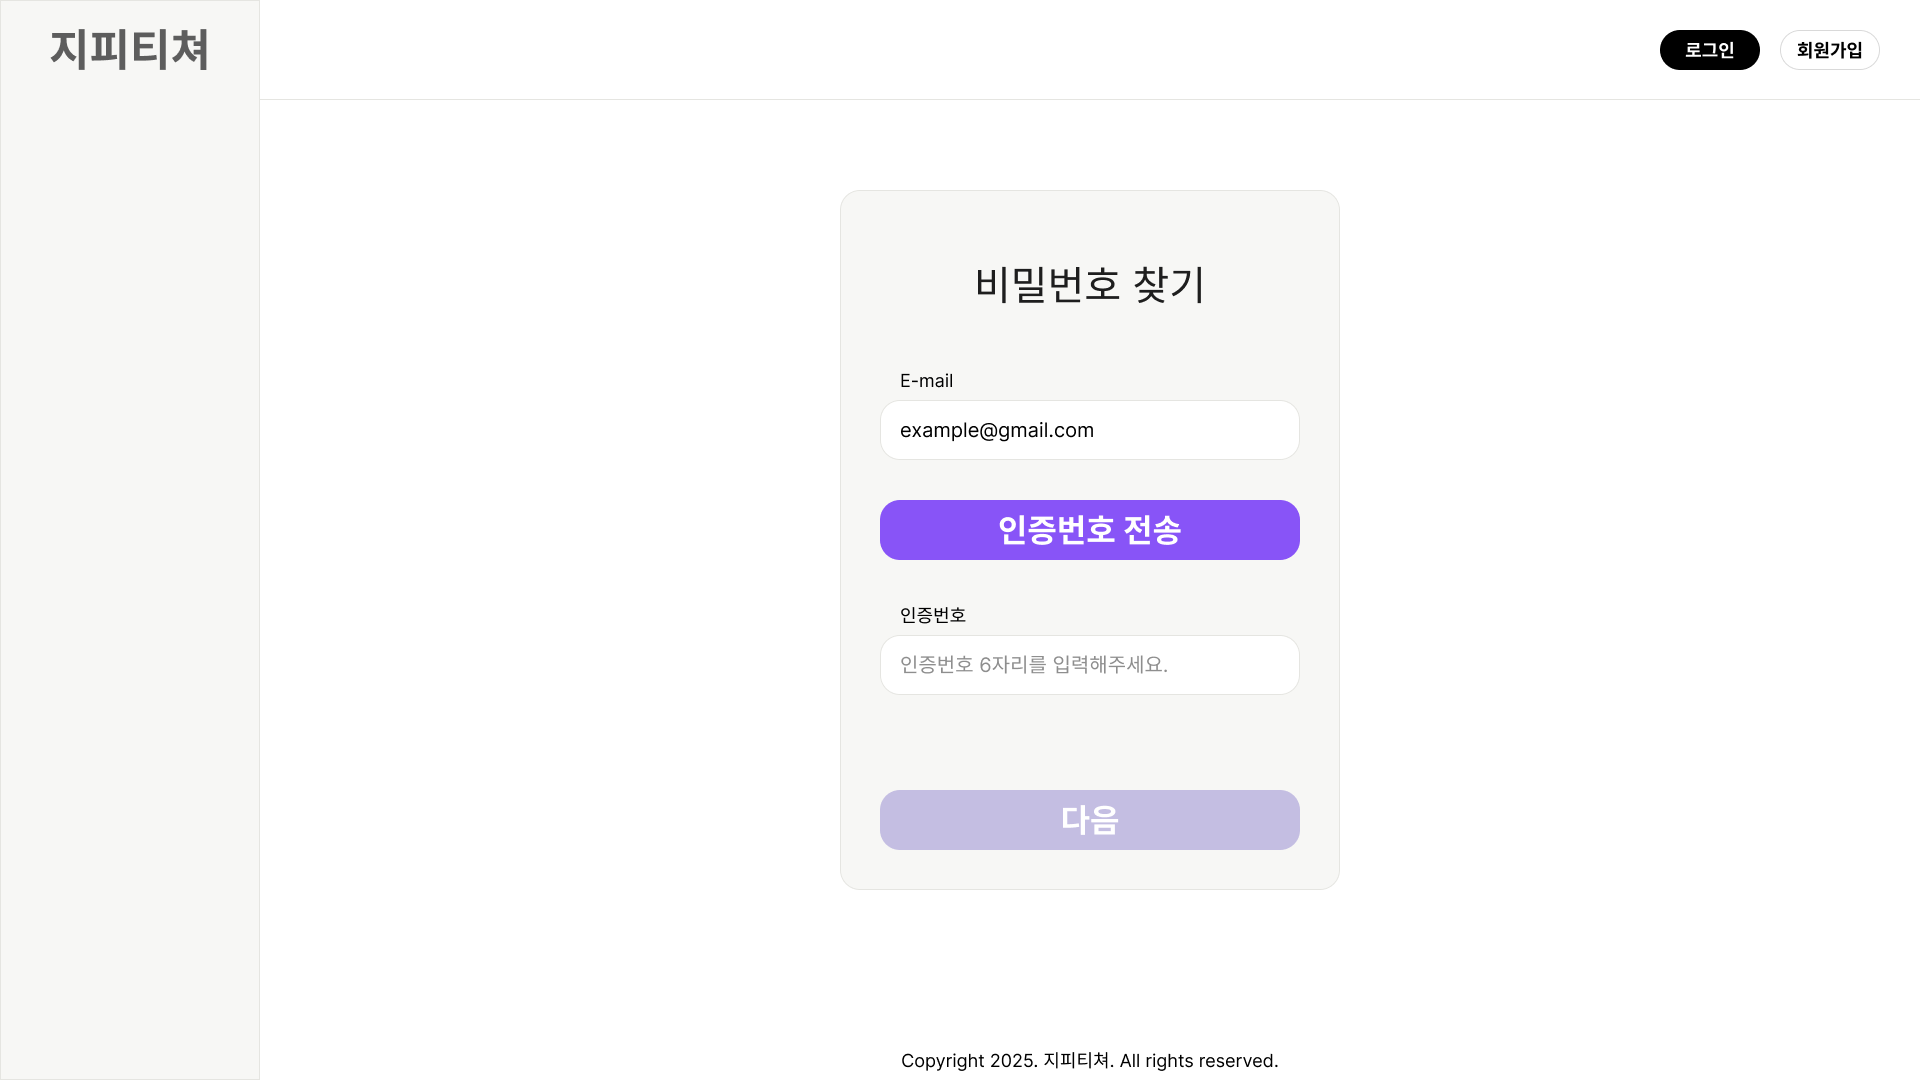 지피티쳐
로그인
회원가입
비밀번호 찾기
E-mail
example@gmail.com
인증번호 전송
인증번호
인증번호 6자리를 입력해주세요.
다음
Copyright 2025. 지피티쳐. All rights reserved.